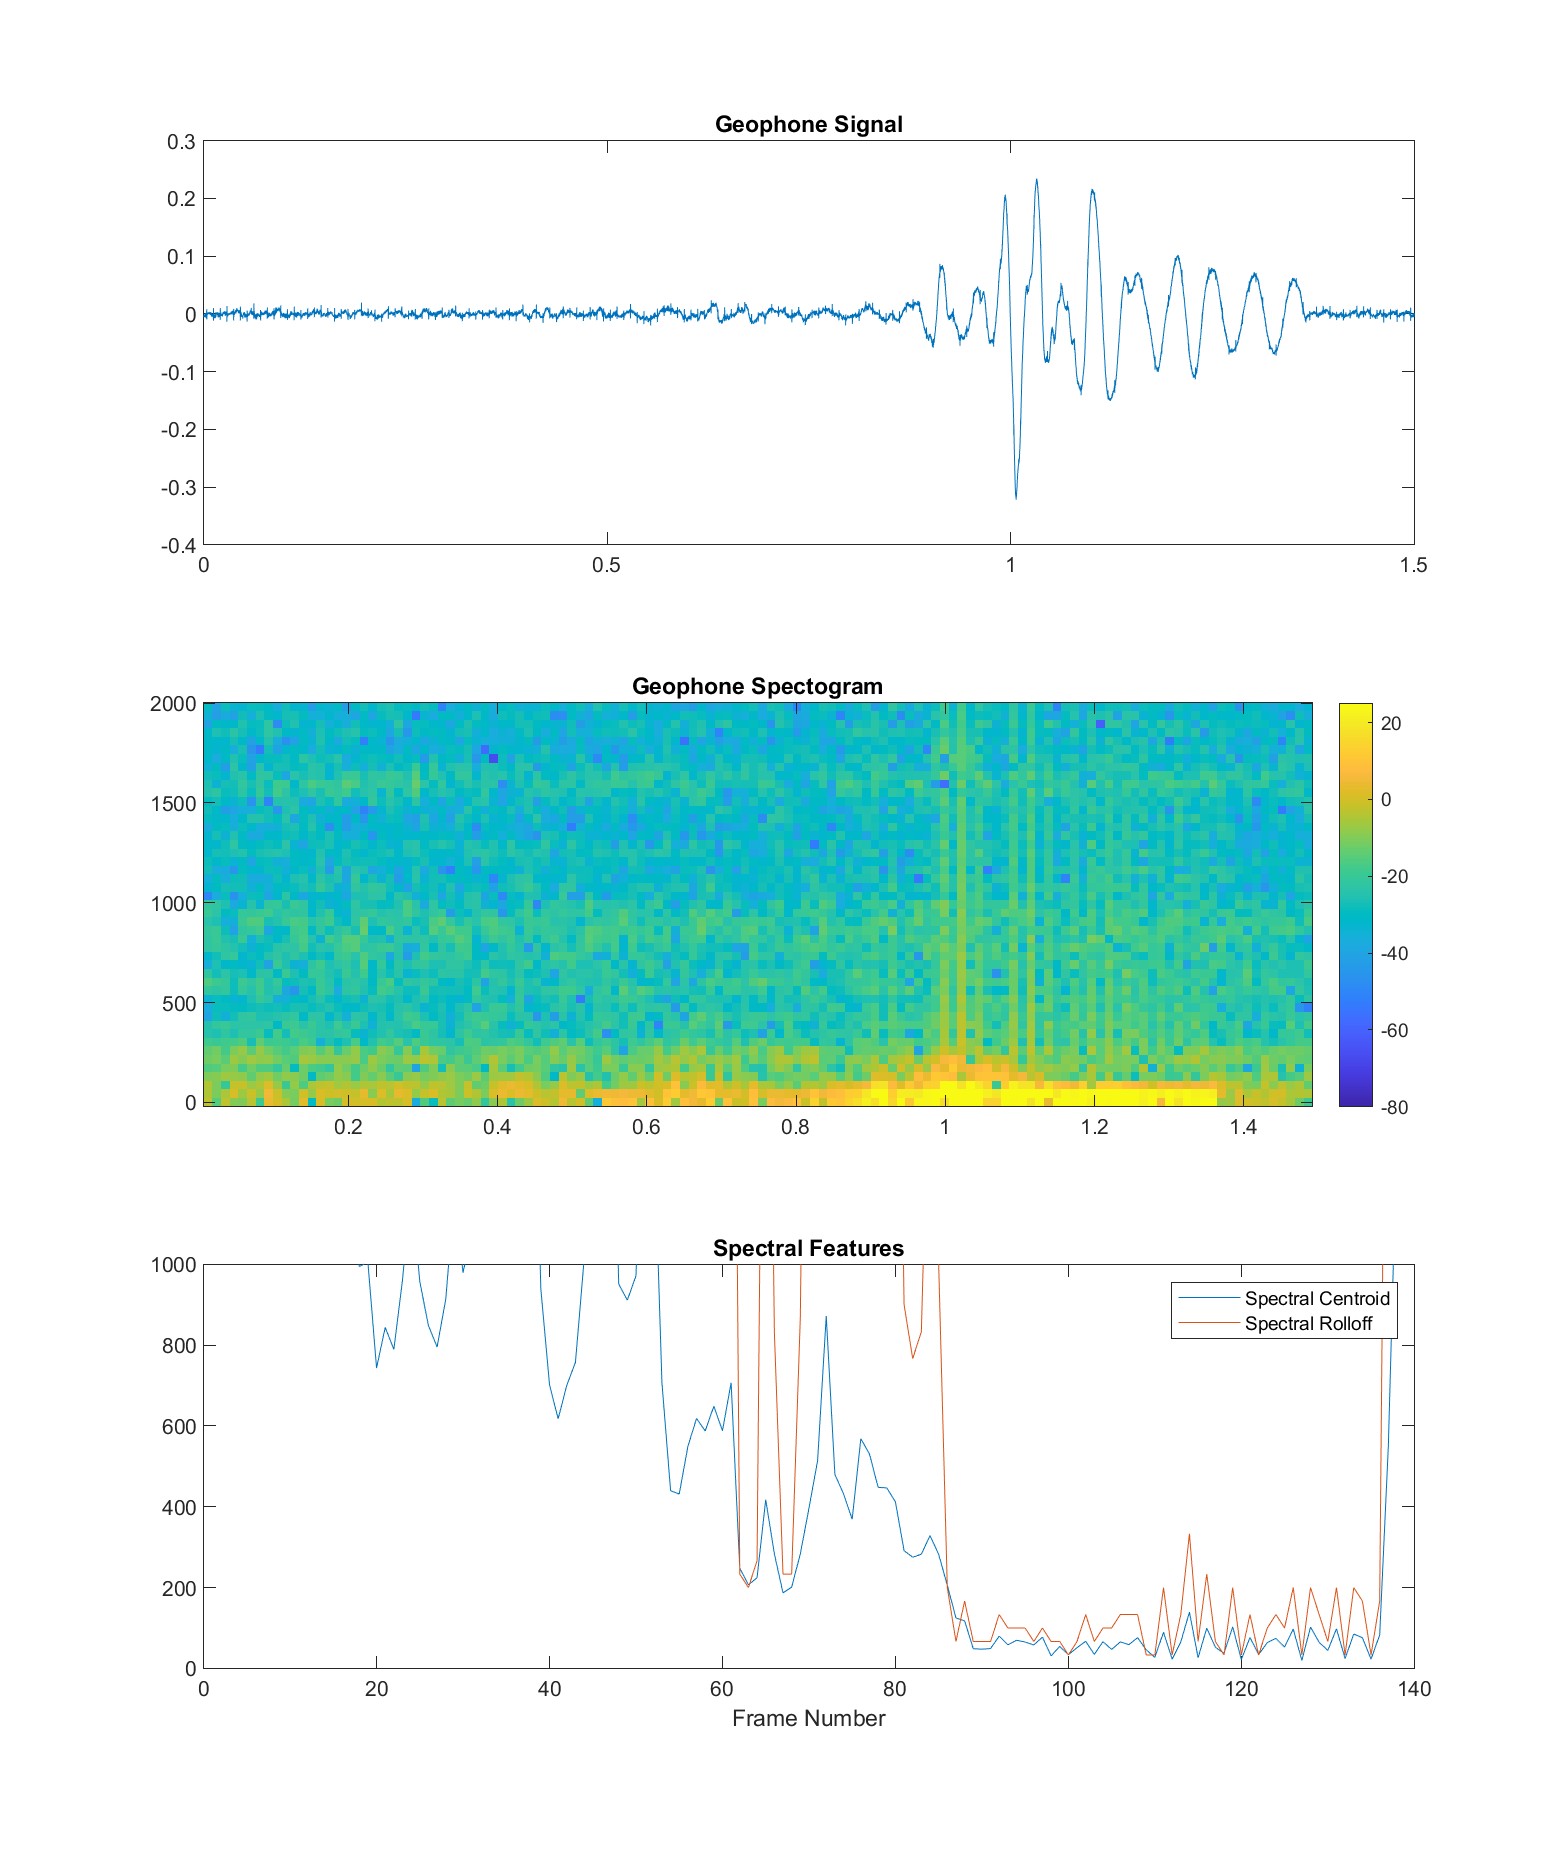 Geophone Signal
0.3
0.2
0.1
0
-0.1
-0.2
-0.3
-0.4
0 0.5 1 1.5
Geophone Spectogram
2000
1500
1000
500
0
0.2 0.4 0.6 0.8 1 1.2 1.4
20
0
-20
-40
-60
-80
Spectral Features
1000
800
600
400
200
0
Spectral Centroid
Spectral Rolloff
0 20 40 60 80 100 120 140
Frame Number